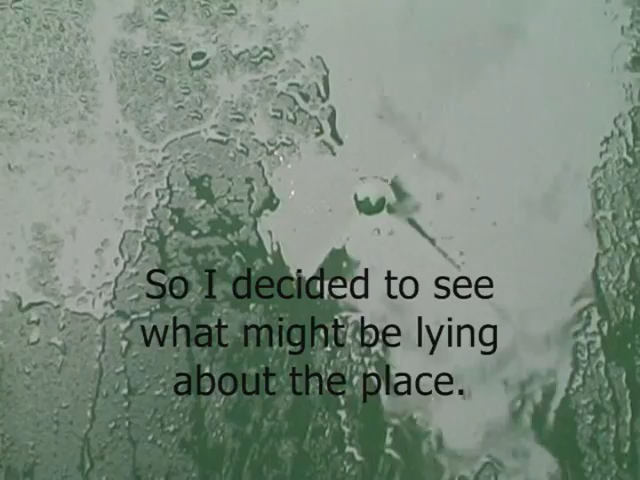 So I decided to see
what might be lying
about the place.